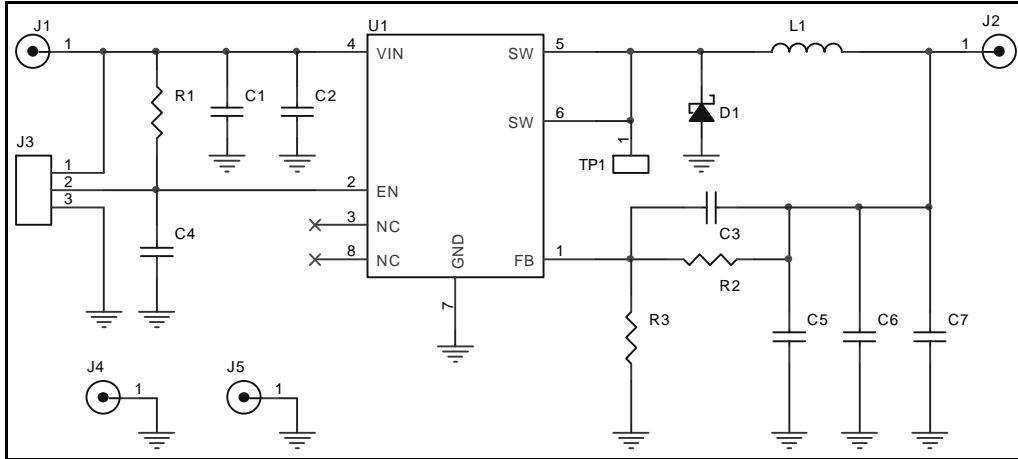 J1 U1 J2
1 4 VIN SW 5 L1 1
R1 C1 C2 D1
SW 6
J3 1
1 TP1
2 2 EN
3
3 NC C3
C4
8 NC GND FB 1
R2
7 R3 C5 C6 C7
J4 1 J5 1